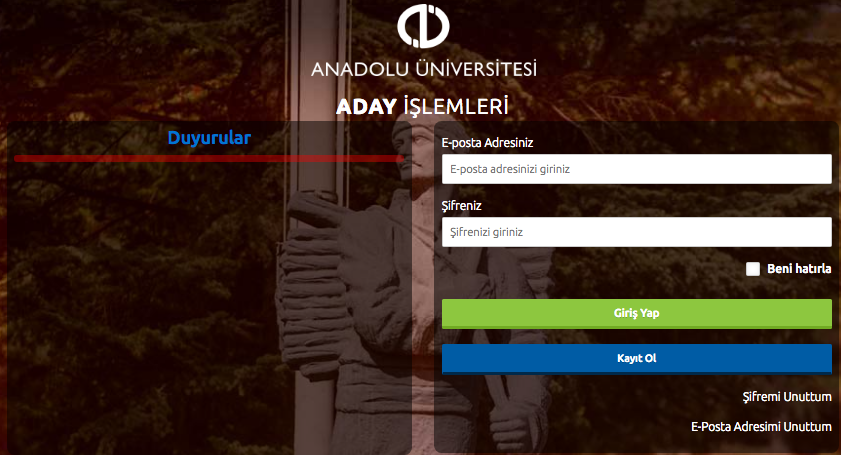 ANADOLU ÜNİVERSİTESİ
ADAY İŞLEMLERİ
Duyurular
E-posta Adresiniz
E-posta adresinizi giriniz
Şifreniz
Şifrenizi giriniz
Beni hatırla
Giriş Yap
Kayıt Ol
Şifremi Unuttum
E-Posta Adresimi Unuttum